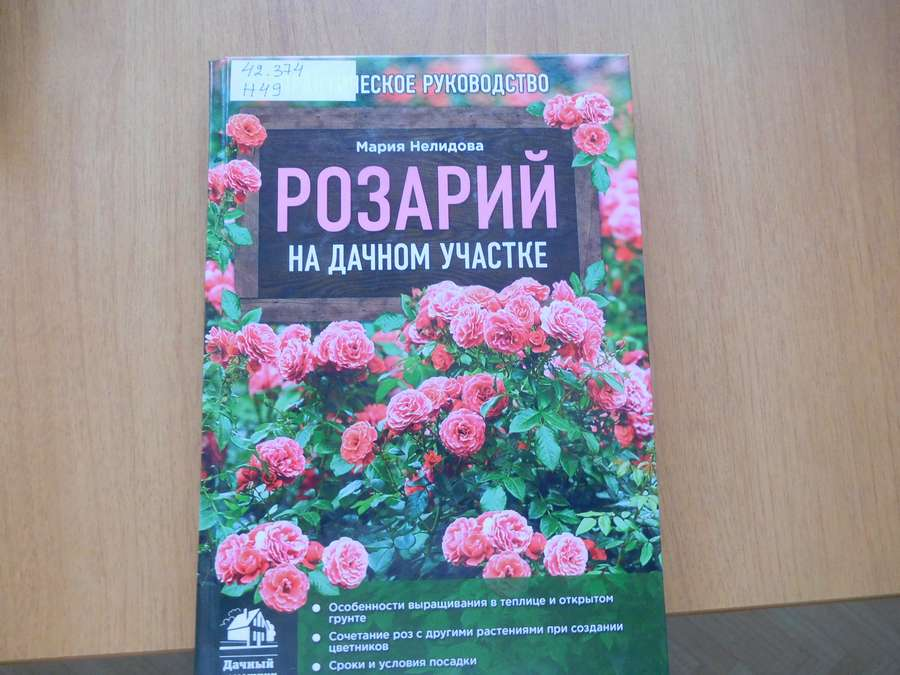 42.374
Н49
ЕСКОЕ РУКОВОДСТВО
Мария Нелидова
РОЗАРИЙ
НА ДАЧНОМ УЧАСТКЕ
• Особенности выращивания в теплице и открытом
грунте
• Сочетание роз с другими растениями при создании
цветников
• Сроки и условия посадки
Дачный